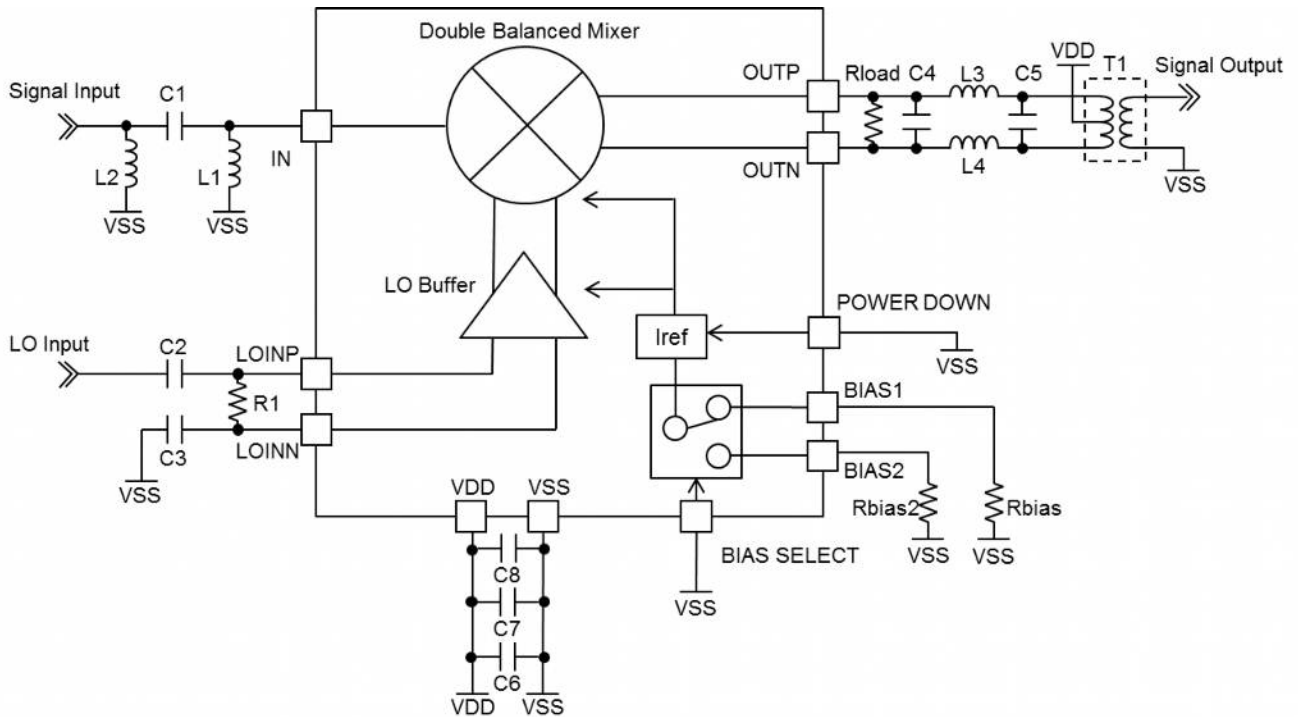 Double Balanced Mixer
Signal Input
C1
L2
L1
VSS
VSS
IN
OUTP
OUTN
Rload
C4
L3
C5
L4
VDD
T1
Signal Output
VSS
LO Buffer
LO Input
C2
LOINP
R1
C3
LOINN
VSS
Iref
POWER DOWN
VSS
BIAS1
BIAS2
Rbias2
Rbias
VSS
VSS
VDD
VSS
C8
C7
C6
VDD
VSS
BIAS SELECT
VSS